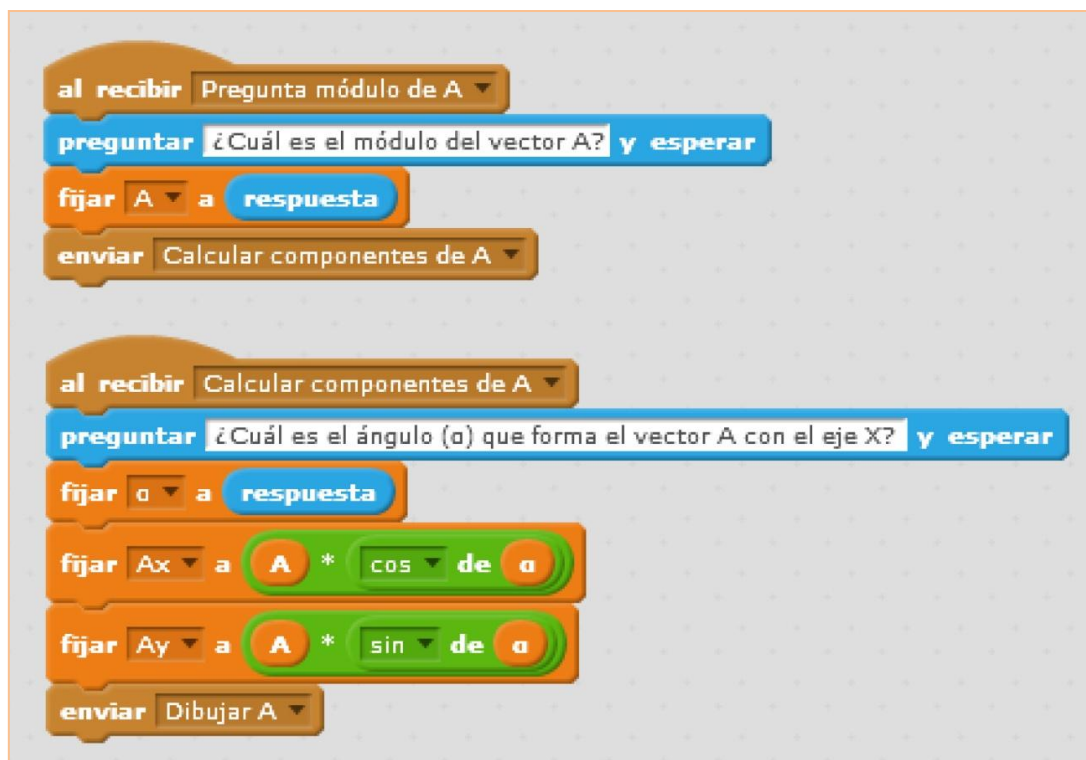 al recibir Pregunta módulo de A
preguntar ¿Cuál es el módulo del vector A? y esperar
fijar A a respuesta
enviar Calcular componentes de A
al recibir Calcular componentes de A
preguntar ¿Cuál es el ángulo (α) que forma el vector A con el eje X? y esperar
fijar α a respuesta
fijar Ax a A * cos de α
fijar Ay a A * sin de α
enviar Dibujar A